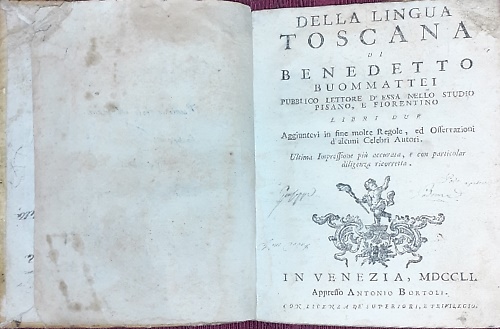 DELLA LINGUA
TOSCANA
DI
BENEDETTO
BUOMMATTEI
PUBBLICO LETTORE D'ESSA NELLO STUDIO
PISANO, E FIORENTINO
LIBRI DUE
Aggiuntevi in fine molte Regole, ed Osservazioni
d'alcuni Celebri Autori.
Ultima Impressione più accurata, e con particolar
diligenza ricorretta.
IN VENEZIA, MDCCLI.
Appresso ANTONIO BORTOLI.
CON LICENZA DE' SUPERIORI, E PRIVILEGIO.